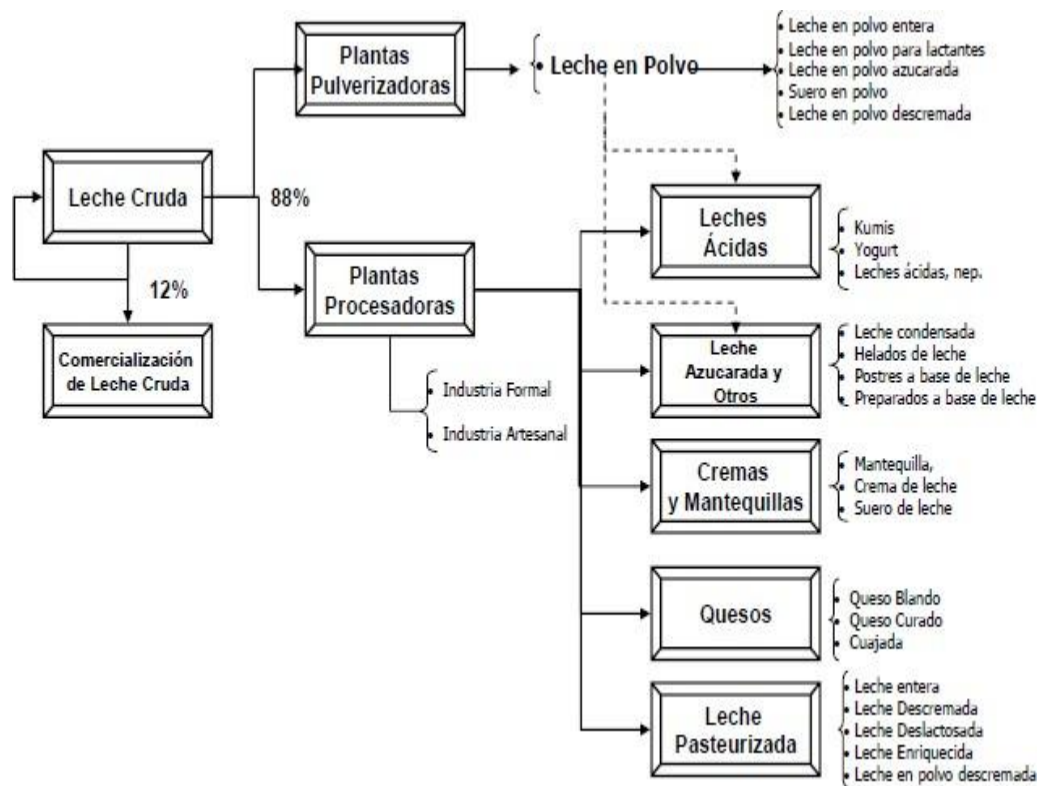 Plantas
Pulverizadoras
• Leche en Polvo
• Leche en polvo entera
• Leche en polvo para lactantes
• Leche en polvo azucarada
• Suero en polvo
• Leche en polvo descremada
Leche Cruda
88%
12%
Comercialización
de Leche Cruda
Plantas
Procesadoras
• Industria Formal
• Industria Artesanal
Leches
Ácidas
• Kumis
• Yogurt
• Leches ácidas, nep.
Leche
Azucarada y
Otros
• Leche condensada
• Helados de leche
• Postres a base de leche
• Preparados a base de leche
Cremas
y Mantequillas
• Mantequilla,
• Crema de leche
• Suero de leche
Quesos
• Queso Blando
• Queso Curado
• Cuajada
Leche
Pasteurizada
• Leche entera
• Leche Descremada
• Leche Deslactosada
• Leche Enriquecida
• Leche en polvo descremada